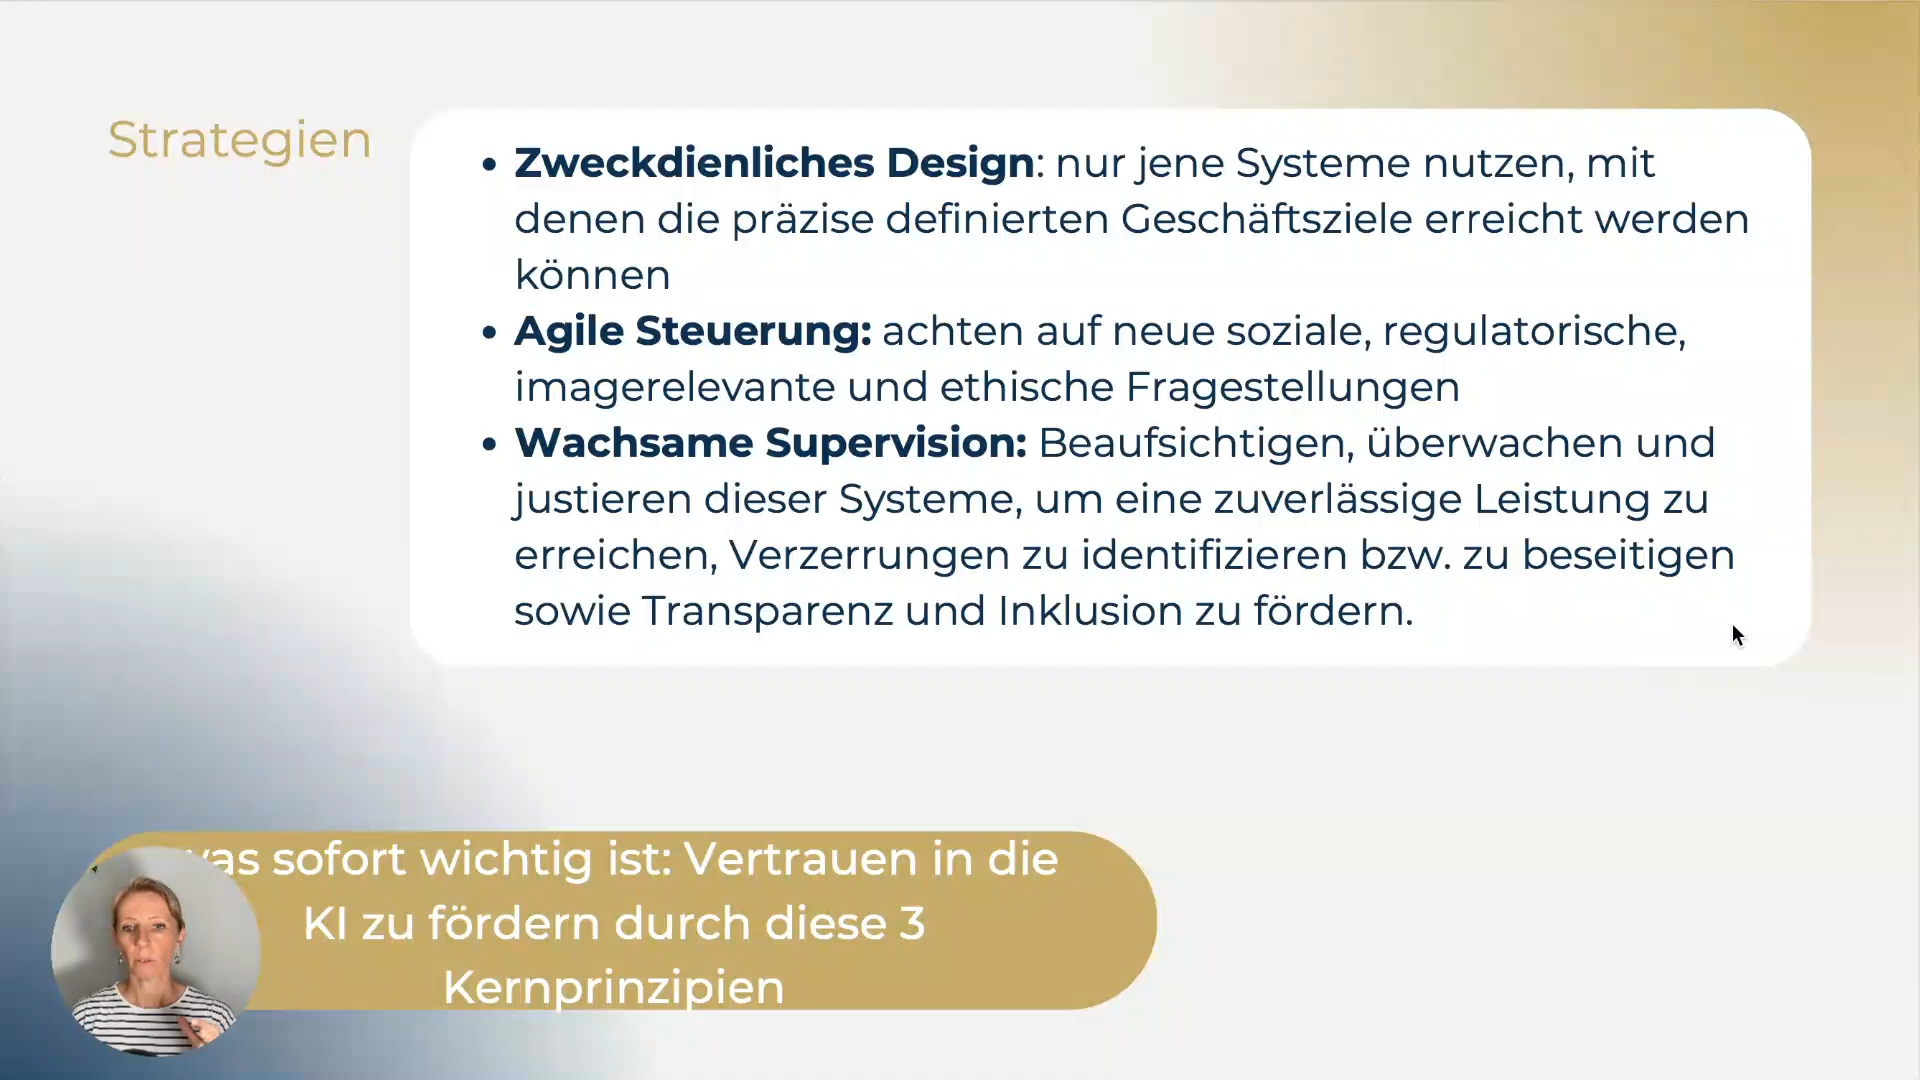 Strategien
• Zweckdienliches Design: nur jene Systeme nutzen, mit
denen die präzise definierten Geschäftsziele erreicht werden
können
• Agile Steuerung: achten auf neue soziale, regulatorische,
imagerelevante und ethische Fragestellungen
• Wachsame Supervision: Beaufsichtigen, überwachen und
justieren dieser Systeme, um eine zuverlässige Leistung zu
erreichen, Verzerrungen zu identifizieren bzw. zu beseitigen
sowie Transparenz und Inklusion zu fördern.
sofort wichtig ist: Vertrauen in die
KI zu fördern durch diese 3
Kernprinzipien